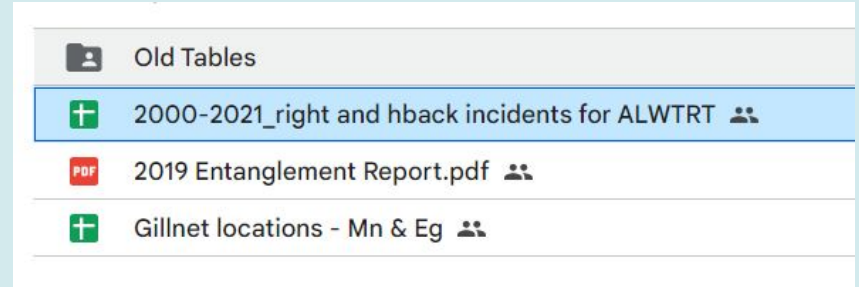 Old Tables
2000-2021_right and hback incidents for ALWTRT
PDF
2019 Entanglement Report.pdf
Gillnet locations - Mn & Eg